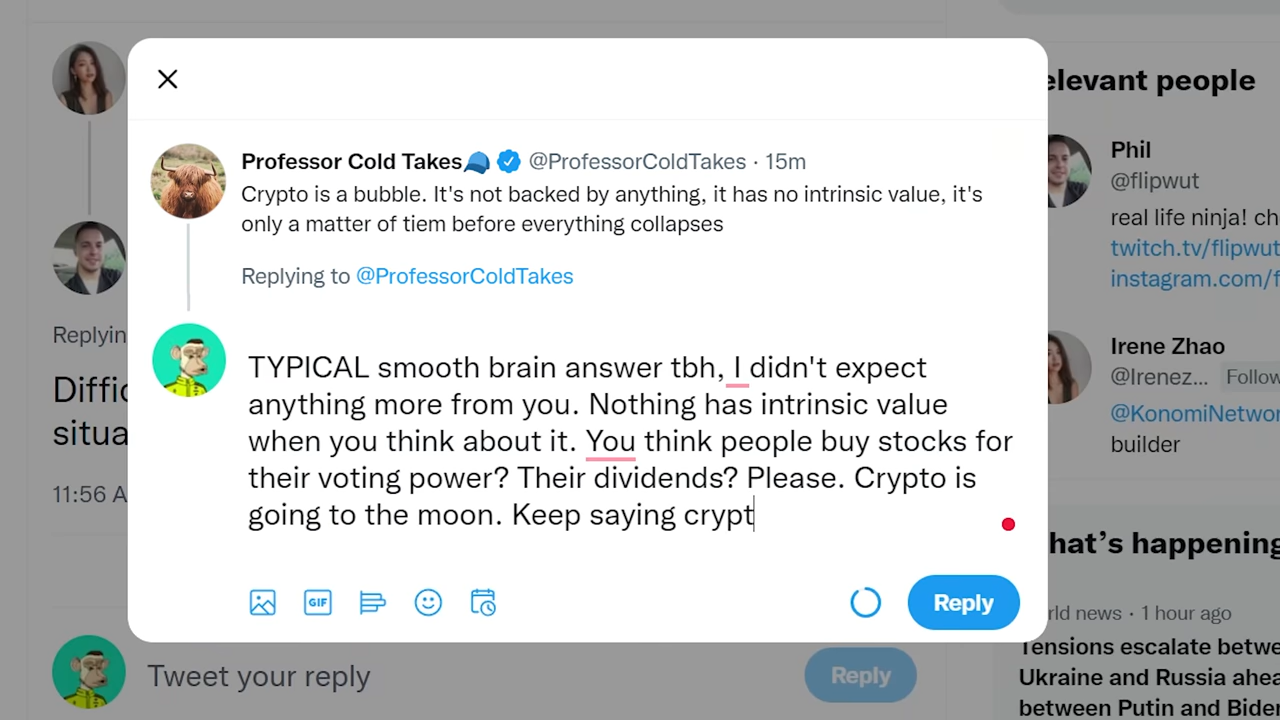 Professor Cold Takes🧢 @ProfessorColdTakes · 15m
Crypto is a bubble. It's not backed by anything, it has no intrinsic value, it's
only a matter of tiem before everything collapses
Replying to @ProfessorColdTakes
TYPICAL smooth brain answer tbh, I didn't expect
anything more from you. Nothing has intrinsic value
when you think about it. You think people buy stocks for
their voting power? Their dividends? Please. Crypto is
going to the moon. Keep saying crypt
GIF
Reply
Replyin
Diffic
situa
11:56 A
Tweet your reply
Reply
elevant people
Phil
@flipwut
real life ninja! ch
twitch.tv/flipwut
instagram.com/f
Irene Zhao
@Irenez... Follow
@KonomiNetwor
builder
hat's happening
rld news · 1 hour ago
Tensions escalate betwe
Ukraine and Russia ahea
between Putin and Biden